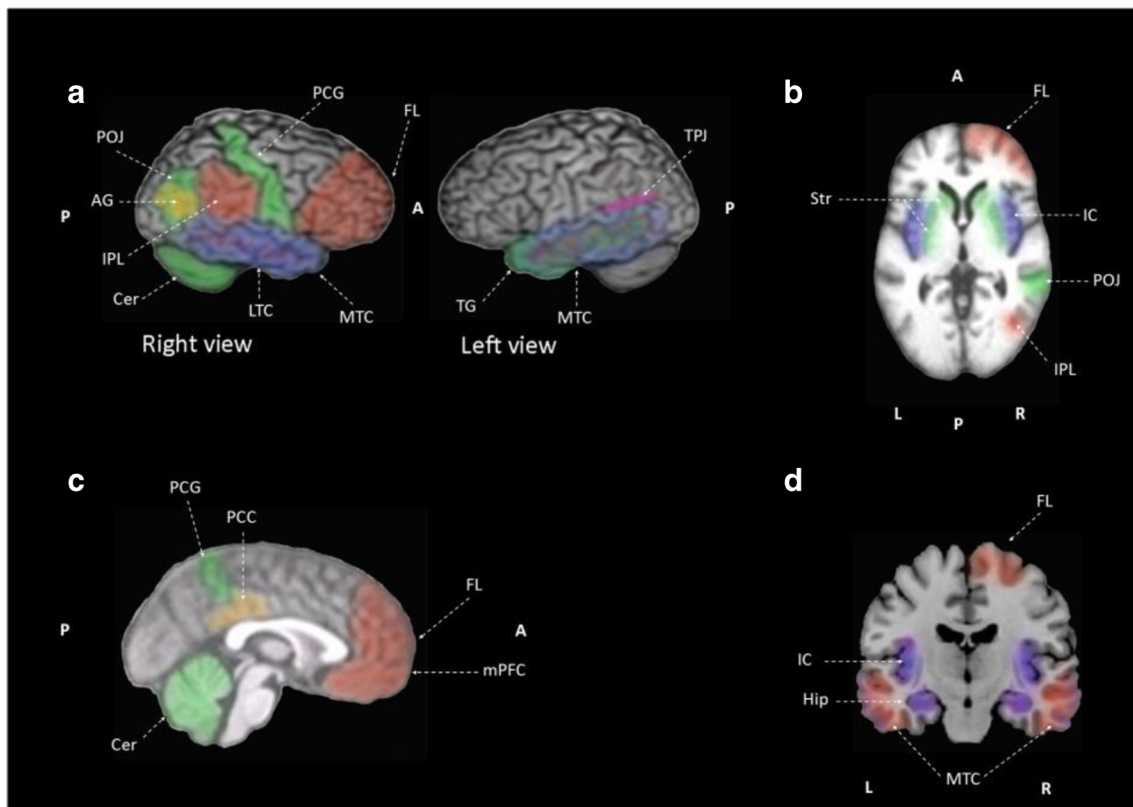 a
PCG
FL
POJ
AG
P
A
IPL
Cer
LTC
MTC
Right view
TPJ
P
TG
MTC
Left view
b
A
FL
Str
IC
POJ
IPL
L
P
R
c
PCG
PCC
FL
P
A
mPFC
Cer
d
FL
IC
Hip
MTC
L
R